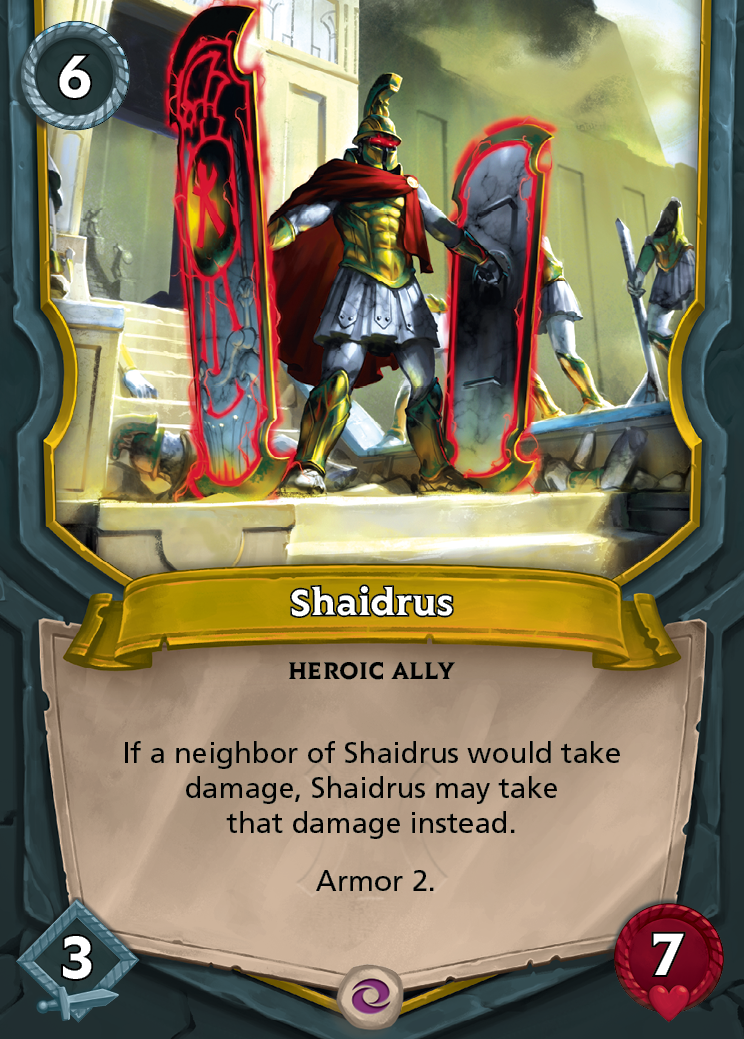 6
Shaidrus
HEROIC ALLY
If a neighbor of Shaidrus would take
damage, Shaidrus may take
that damage instead.
Armor 2.
3
7